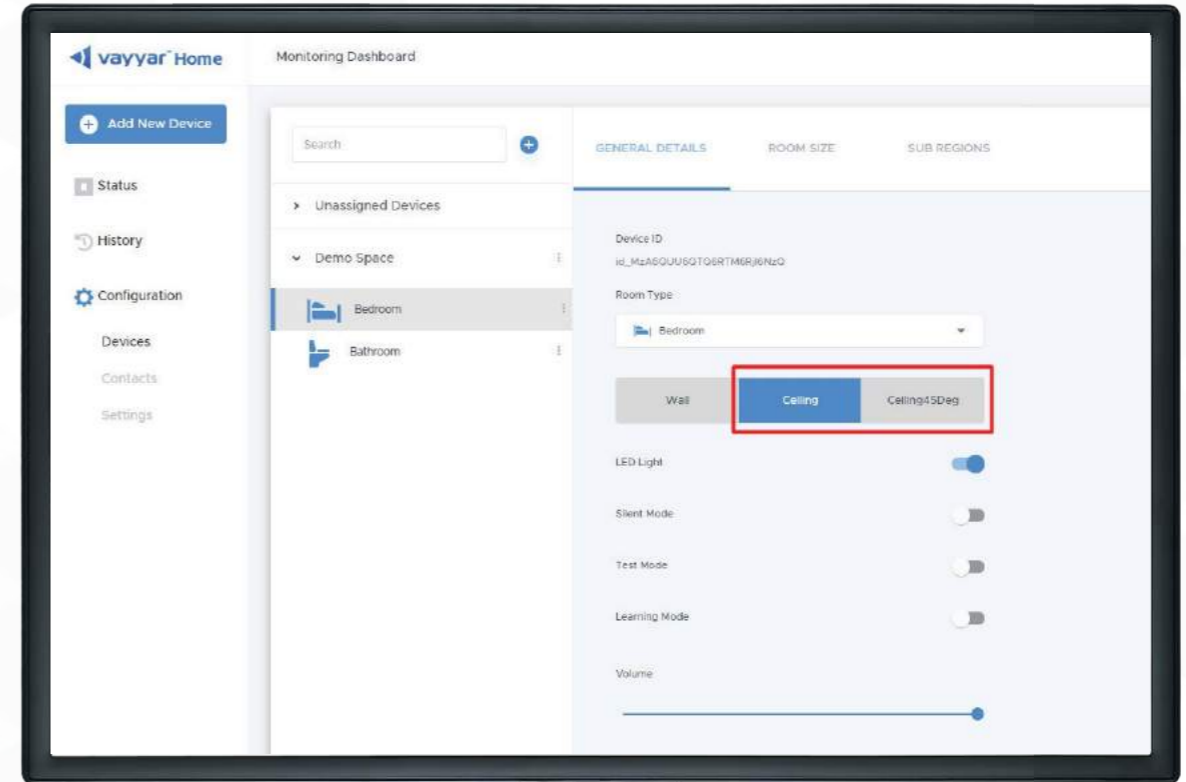 vayyar Home
Monitoring Dashboard
Add New Device
Status
History
Configuration
Devices
Contacts
Settings
Search
Unassigned Devices
Demo Space
Bedroom
Bathroom
GENERAL DETAILS
ROOM SIZE
SUB REGIONS
Device ID
Room Type
Bedroom
Wall
Ceiling
Ceiling45Deg
LED Light
Silent Mode
Test Mode
Learning Mode
Volume